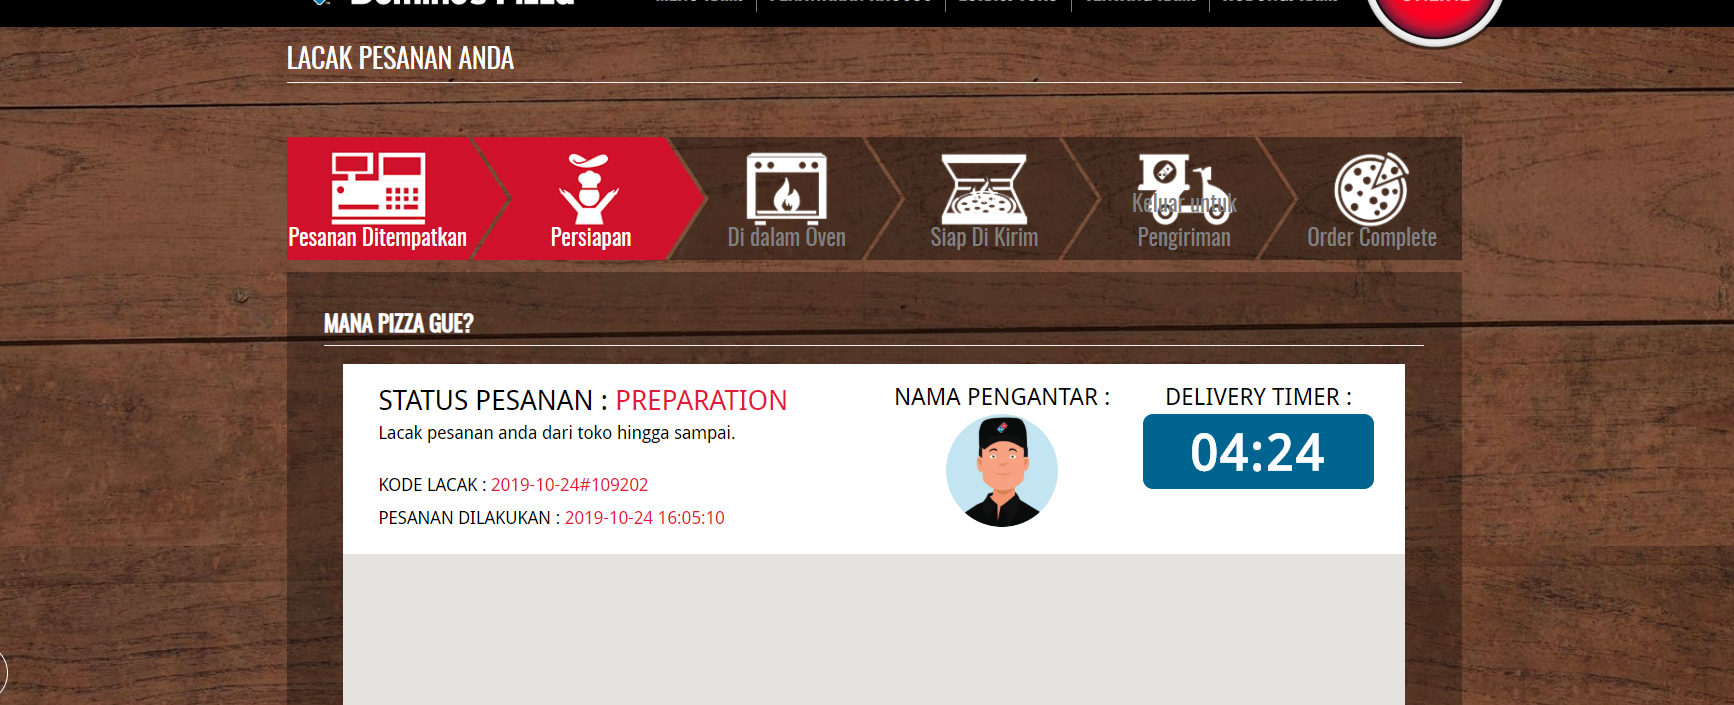 LACAK PESANAN ANDA
Pesanan Ditempatkan
Persiapan
Di dalam Oven
Siap Di Kirim
Keluar untuk
Pengiriman
Order Complete
MANA PIZZA GUE?
STATUS PESANAN : PREPARATION
Lacak pesanan anda dari toko hingga sampai.
KODE LACAK : 2019-10-24#109202
PESANAN DILAKUKAN : 2019-10-24 16:05:10
NAMA PENGANTAR :
DELIVERY TIMER :
04:24